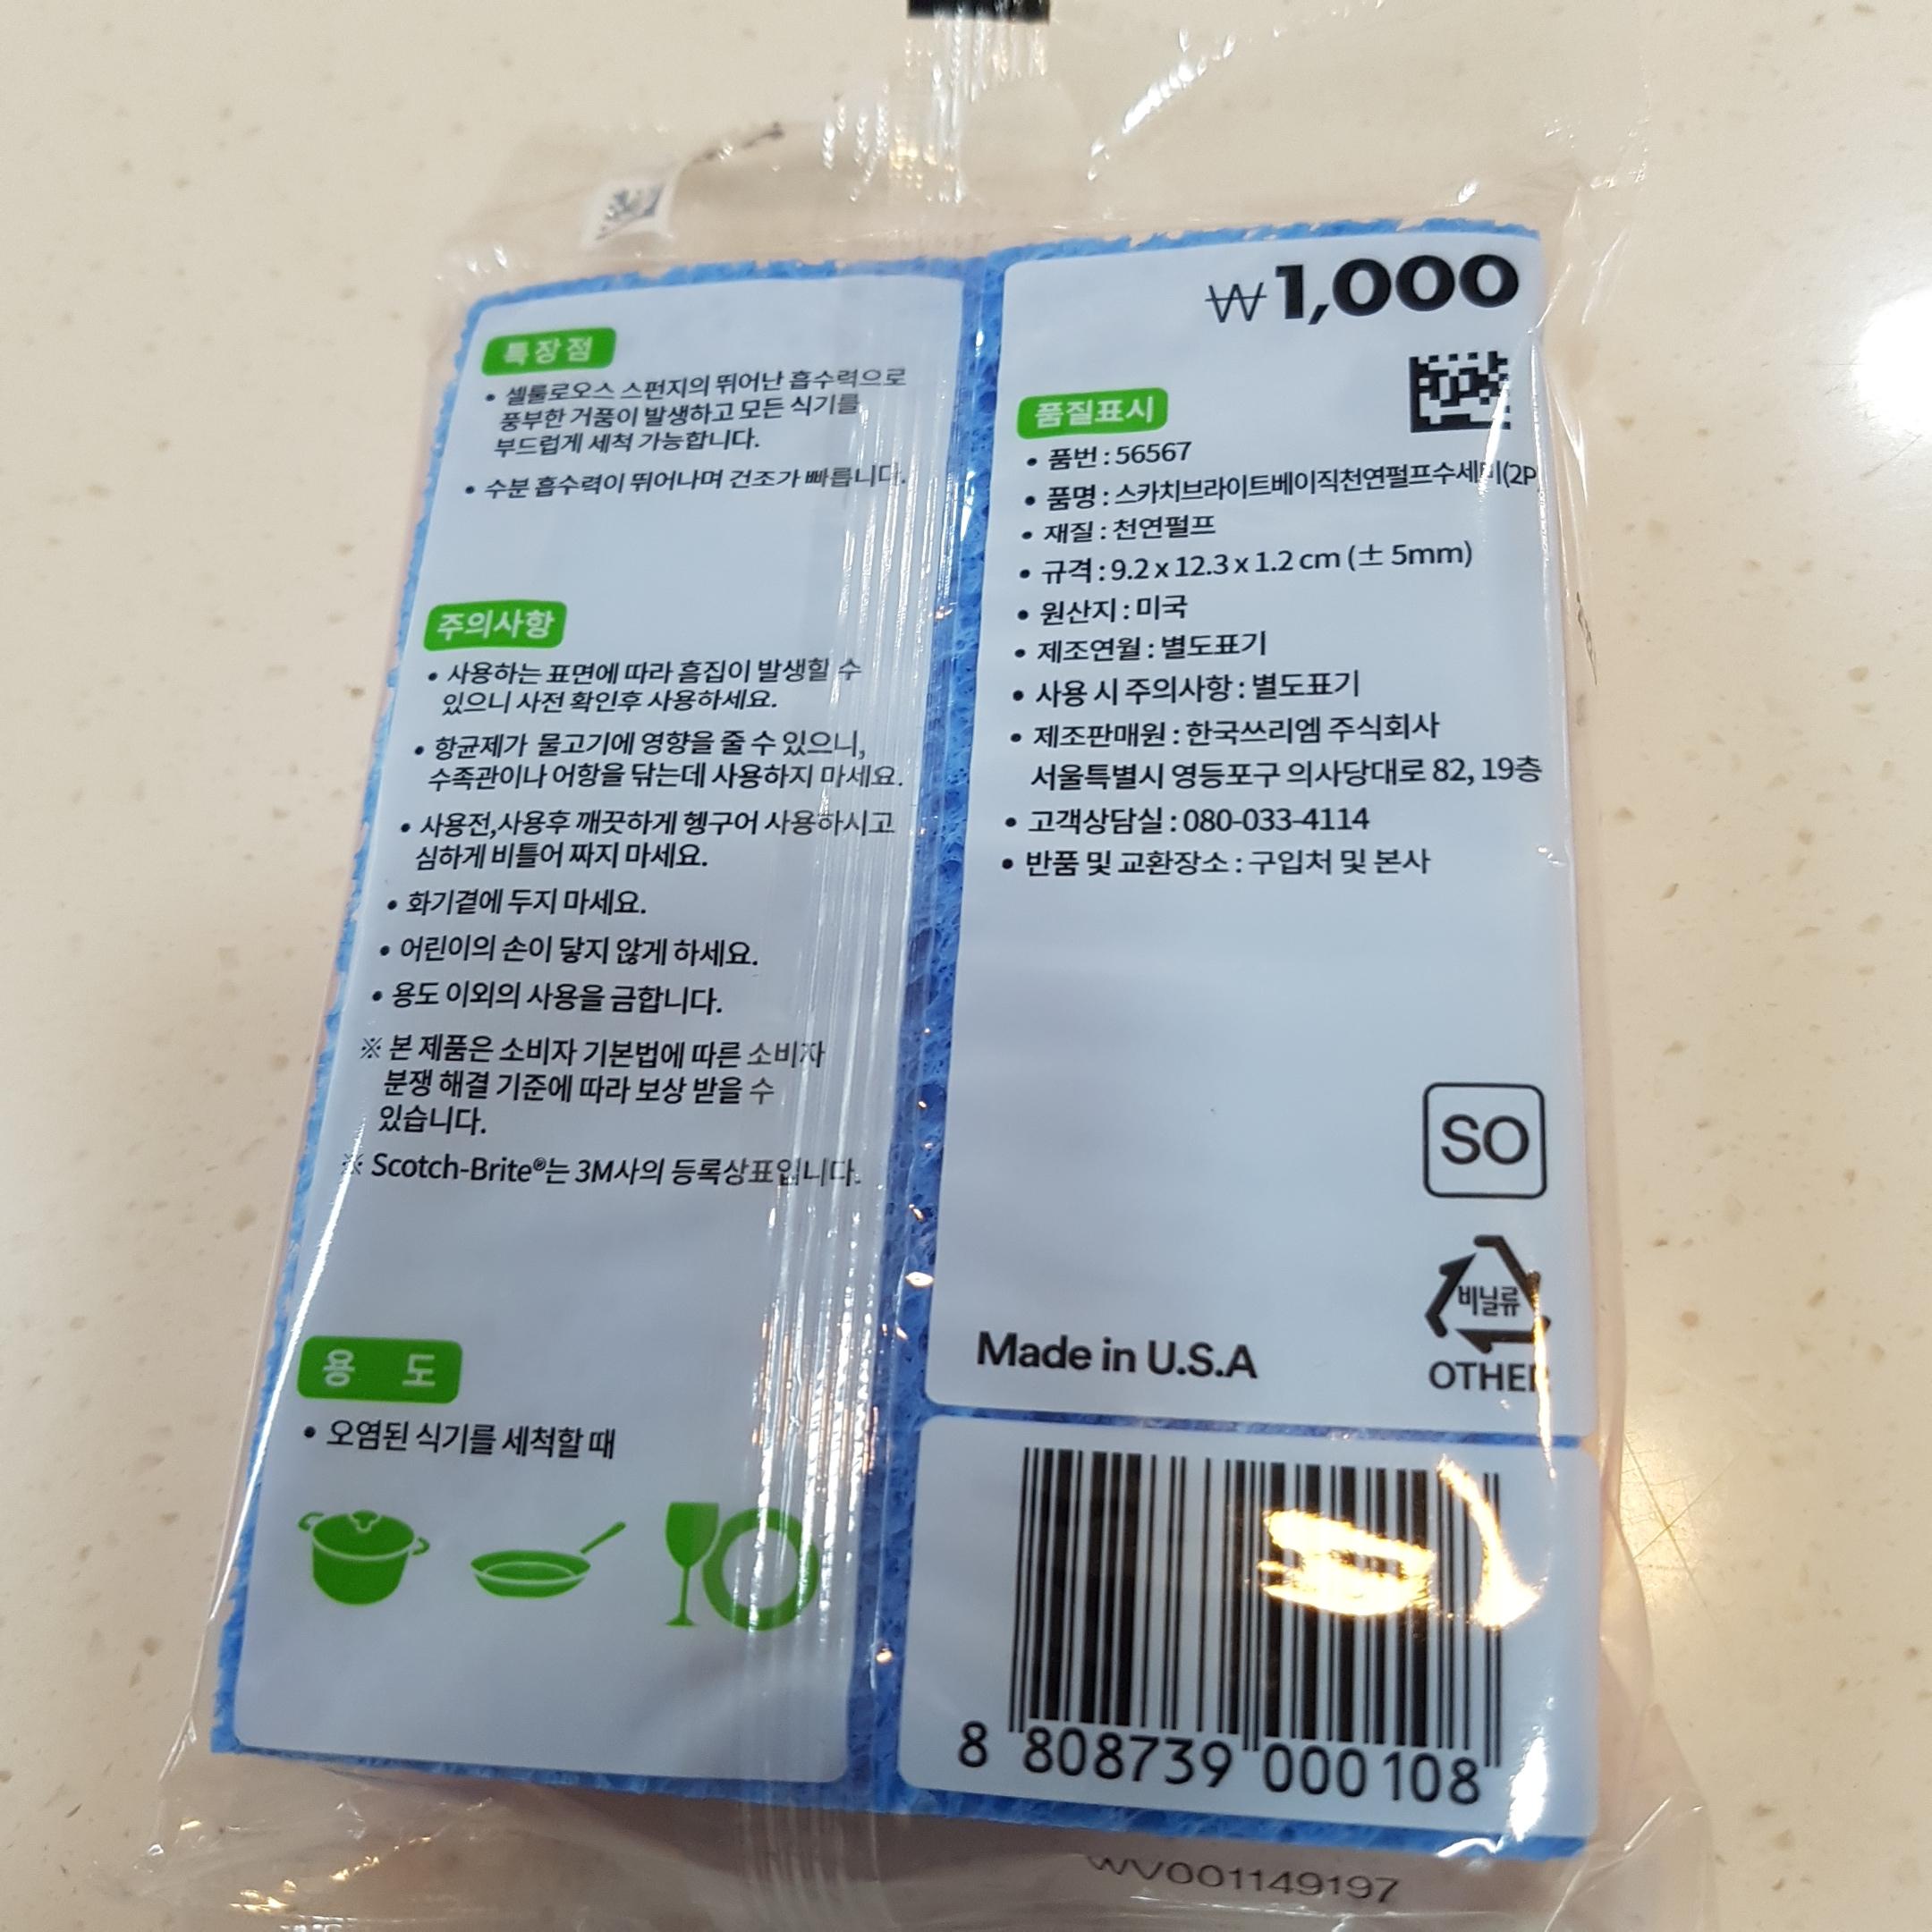 특장점
• 셀룰로오스 스펀지의 뛰어난 흡수력으로
풍부한 거품이 발생하고 모든 식기를
부드럽게 세척 가능합니다.
• 수분 흡수력이 뛰어나며 건조가 빠릅니다.
주의사항
• 사용하는 표면에 따라 흠집이 발생할 수
있으니 사전 확인후 사용하세요.
• 항균제가 물고기에 영향을 줄 수 있으니,
수족관이나 어항을 닦는데 사용하지 마세요.
• 사용전,사용후 깨끗하게 헹구어 사용하시고
심하게 비틀어 짜지 마세요.
• 화기곁에 두지 마세요.
• 어린이의 손이 닿지 않게 하세요.
• 용도 이외의 사용을 금합니다.
※ 본 제품은 소비자 기본법에 따른 소비자
분쟁 해결 기준에 따라 보상 받을 수
있습니다.
※ Scotch-Brite®는 3M사의 등록상표입니다.
용 도
• 오염된 식기를 세척할 때
₩1,000
품질표시
• 품번 : 56567
• 품명 : 스카치브라이트베이직천연펄프수세미(2P
• 재질 : 천연펄프
• 규격 : 9.2 x 12.3 x 1.2 cm (± 5mm)
• 원산지 : 미국
• 제조연월 : 별도표기
• 사용 시 주의사항 : 별도표기
• 제조판매원 : 한국쓰리엠 주식회사
서울특별시 영등포구 의사당대로 82, 19층
• 고객상담실 : 080-033-4114
• 반품 및 교환장소 : 구입처 및 본사
SO
비닐류
OTHER
Made in U.S.A
8 808739 000108
WV001149197